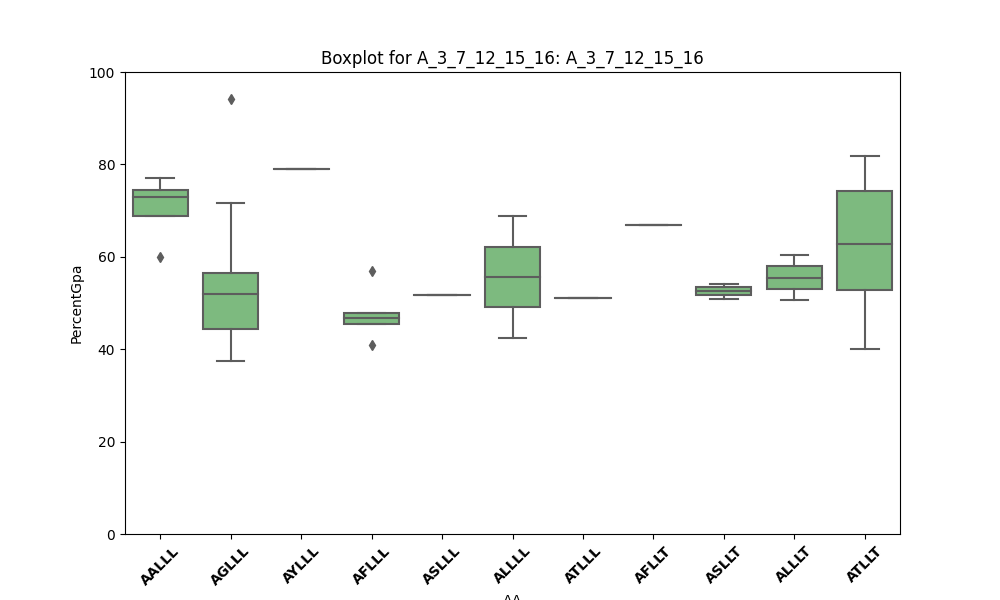 Boxplot for A_3_7_12_15_16: A_3_7_12_15_16
100
80
60
40
20
0
PercentGpa
AALLL
AGLLL
AYLLL
AFLLL
ASLLL
ALLLL
ATLLL
AFLLT
ASLLT
ALLLT
ATLLT
AA